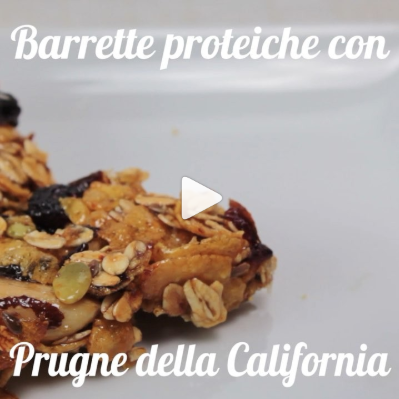 Barrette proteiche con
Prugne della California